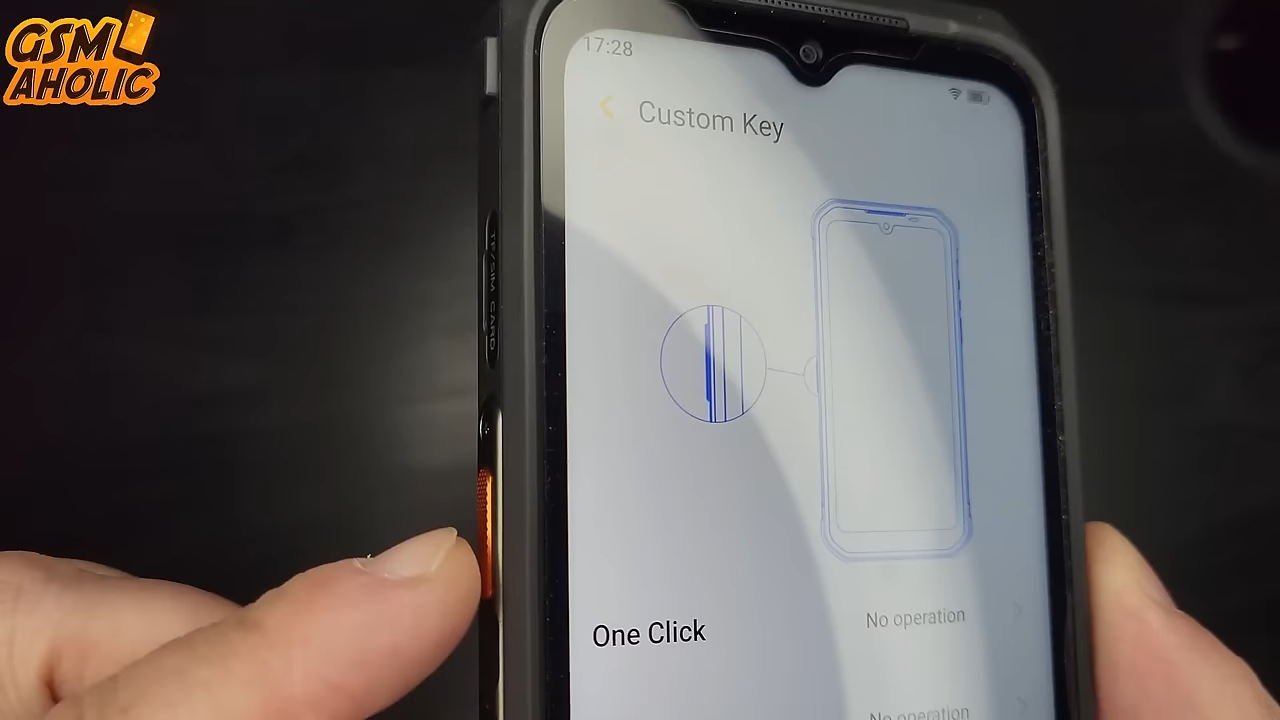 GSM
AHOLIC
17:28
Custom Key
TF/SIM CARD
One Click
No operation
No operation